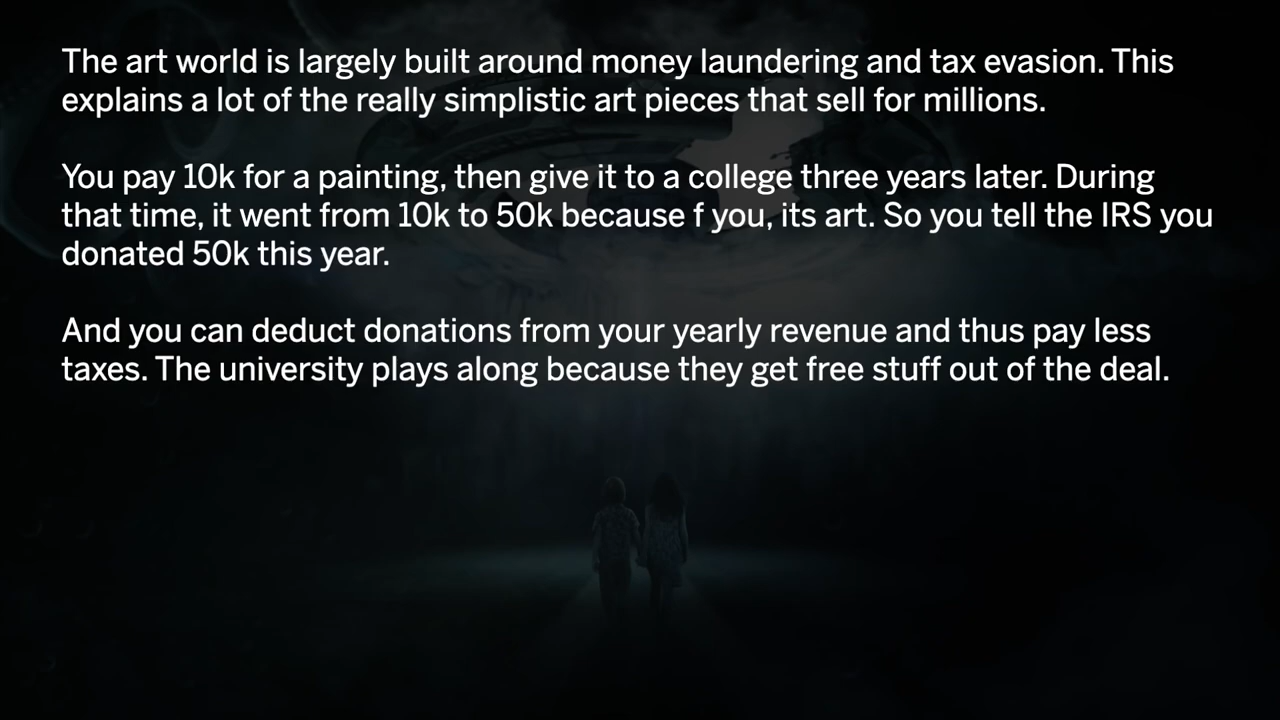 The art world is largely built around money laundering and tax evasion. This
explains a lot of the really simplistic art pieces that sell for millions.
You pay 10k for a painting, then give it to a college three years later. During
that time, it went from 10k to 50k because f you, its art. So you tell the IRS you
donated 50k this year.
And you can deduct donations from your yearly revenue and thus pay less
taxes. The university plays along because they get free stuff out of the deal.